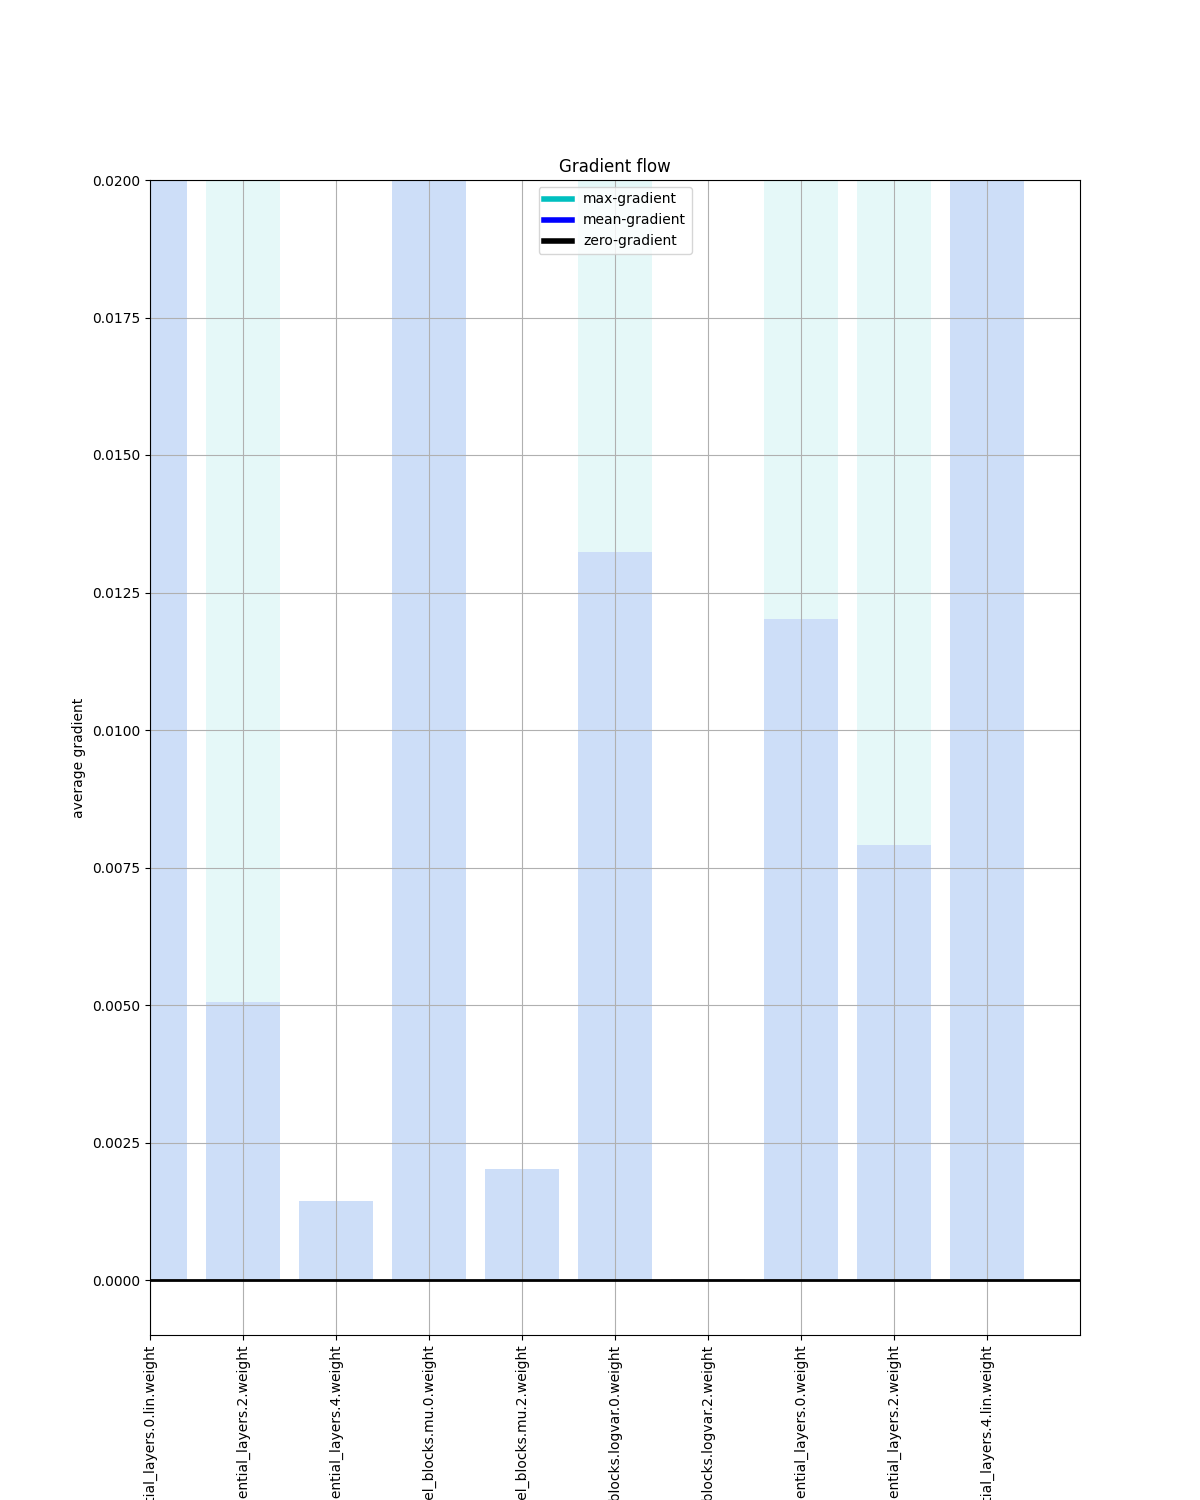 Gradient flow
max-gradient
mean-gradient
zero-gradient
0.0200
0.0175
0.0150
0.0125
0.0100
0.0075
0.0050
0.0025
0.0000
average gradient
tial_layers.0.lin.weight
ential_layers.2.weight
ential_layers.4.weight
el_blocks.mu.0.weight
el_blocks.mu.2.weight
blocks.logvar.0.weight
blocks.logvar.2.weight
ential_layers.0.weight
ential_layers.2.weight
tial_layers.4.lin.weight